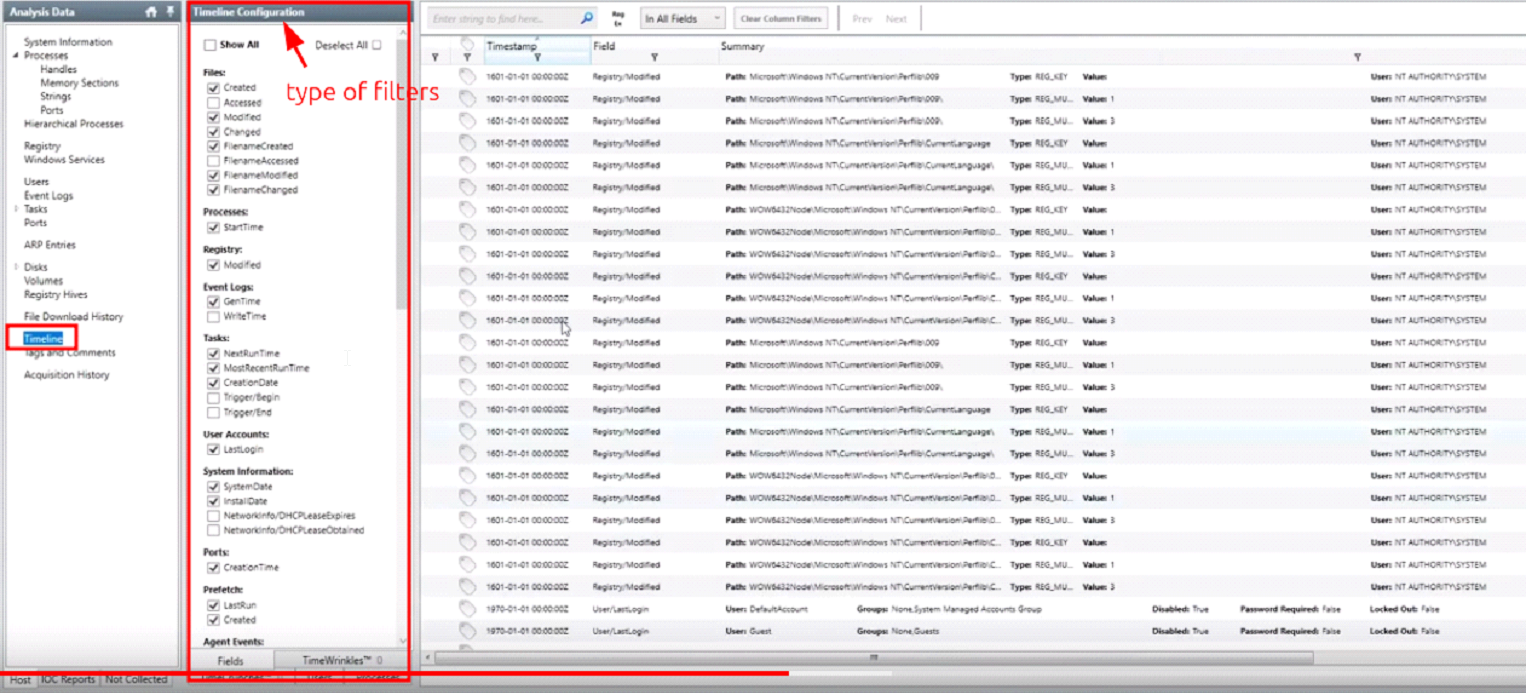 Analysis Data
System Information
Processes
Handles
Memory Sections
Strings
Ports
Hierarchical Processes
Registry
Windows Services
Users
Event Logs
Tasks
Ports
ARP Entries
Disks
Volumes
Registry Hives
File Download History
Timeline
Tags and Comments
Acquisition History
Host IOC Reports Not Collected
Timeline Configuration
type of filters
Show All Deselect All
Files:
Created
Accessed
Modified
Changed
FilenameCreated
FilenameAccessed
FilenameModified
FilenameChanged
Processes:
StartTime
Registry:
Modified
Event Logs:
GenTime
WriteTime
Tasks:
NextRunTime
MostRecentRunTime
CreationDate
Trigger/Begin
Trigger/End
User Accounts:
LastLogin
System Information:
SystemDate
InstallDate
NetworkInfo/DHCPLeaseExpires
NetworkInfo/DHCPLeaseObtained
Ports:
CreationTime
Prefetch:
LastRun
Created
Agent Events:
Fields TimeWrinkles™ 0
Enter string to find here... Reg Ex In All Fields Clear Column Filters Prev Next
Timestamp Field Summary
1601-01-01 00:00:00Z Registry/Modified Path: Microsoft\Windows NT\CurrentVersion\Perflib\009 Type: REG_KEY Value: User: NT AUTHORITY\SYSTEM
1601-01-01 00:00:00Z Registry/Modified Path: Microsoft\Windows NT\CurrentVersion\Perflib\009\ Type: REG_MU... Value: 1 User: NT AUTHORITY\SYSTEM
1601-01-01 00:00:00Z Registry/Modified Path: Microsoft\Windows NT\CurrentVersion\Perflib\009\ Type: REG_MU... Value: 3 User: NT AUTHORITY\SYSTEM
1601-01-01 00:00:00Z Registry/Modified Path: Microsoft\Windows NT\CurrentVersion\Perflib\CurrentLanguage Type: REG_KEY Value: User: NT AUTHORITY\SYSTEM
1601-01-01 00:00:00Z Registry/Modified Path: Microsoft\Windows NT\CurrentVersion\Perflib\CurrentLanguage\ Type: REG_MU... Value: 1 User: NT AUTHORITY\SYSTEM
1601-01-01 00:00:00Z Registry/Modified Path: Microsoft\Windows NT\CurrentVersion\Perflib\CurrentLanguage\ Type: REG_MU... Value: 3 User: NT AUTHORITY\SYSTEM
1601-01-01 00:00:00Z Registry/Modified Path: WOW6432Node\Microsoft\Windows NT\CurrentVersion\Perflib\0... Type: REG_KEY Value: User: NT AUTHORITY\SYSTEM
1601-01-01 00:00:00Z Registry/Modified Path: WOW6432Node\Microsoft\Windows NT\CurrentVersion\Perflib\0... Type: REG_MU... Value: 1 User: NT AUTHORITY\SYSTEM
1601-01-01 00:00:00Z Registry/Modified Path: WOW6432Node\Microsoft\Windows NT\CurrentVersion\Perflib\0... Type: REG_MU... Value: 3 User: NT AUTHORITY\SYSTEM
1601-01-01 00:00:00Z Registry/Modified Path: WOW6432Node\Microsoft\Windows NT\CurrentVersion\Perflib\C... Type: REG_KEY Value: User: NT AUTHORITY\SYSTEM
1601-01-01 00:00:00Z Registry/Modified Path: WOW6432Node\Microsoft\Windows NT\CurrentVersion\Perflib\C... Type: REG_MU... Value: 1 User: NT AUTHORITY\SYSTEM
1601-01-01 00:00:00Z Registry/Modified Path: WOW6432Node\Microsoft\Windows NT\CurrentVersion\Perflib\C... Type: REG_MU... Value: 3 User: NT AUTHORITY\SYSTEM
1601-01-01 00:00:00Z Registry/Modified Path: Microsoft\Windows NT\CurrentVersion\Perflib\009 Type: REG_KEY Value: User: NT AUTHORITY\SYSTEM
1601-01-01 00:00:00Z Registry/Modified Path: Microsoft\Windows NT\CurrentVersion\Perflib\009\ Type: REG_MU... Value: 1 User: NT AUTHORITY\SYSTEM
1601-01-01 00:00:00Z Registry/Modified Path: Microsoft\Windows NT\CurrentVersion\Perflib\009\ Type: REG_MU... Value: 3 User: NT AUTHORITY\SYSTEM
1601-01-01 00:00:00Z Registry/Modified Path: Microsoft\Windows NT\CurrentVersion\Perflib\CurrentLanguage Type: REG_KEY Value: User: NT AUTHORITY\SYSTEM
1601-01-01 00:00:00Z Registry/Modified Path: Microsoft\Windows NT\CurrentVersion\Perflib\CurrentLanguage\ Type: REG_MU... Value: 1 User: NT AUTHORITY\SYSTEM
1601-01-01 00:00:00Z Registry/Modified Path: Microsoft\Windows NT\CurrentVersion\Perflib\CurrentLanguage\ Type: REG_MU... Value: 3 User: NT AUTHORITY\SYSTEM
1601-01-01 00:00:00Z Registry/Modified Path: WOW6432Node\Microsoft\Windows NT\CurrentVersion\Perflib\0... Type: REG_KEY Value: User: NT AUTHORITY\SYSTEM
1601-01-01 00:00:00Z Registry/Modified Path: WOW6432Node\Microsoft\Windows NT\CurrentVersion\Perflib\0... Type: REG_MU... Value: 1 User: NT AUTHORITY\SYSTEM
1601-01-01 00:00:00Z Registry/Modified Path: WOW6432Node\Microsoft\Windows NT\CurrentVersion\Perflib\0... Type: REG_MU... Value: 3 User: NT AUTHORITY\SYSTEM
1601-01-01 00:00:00Z Registry/Modified Path: WOW6432Node\Microsoft\Windows NT\CurrentVersion\Perflib\C... Type: REG_KEY Value: User: NT AUTHORITY\SYSTEM
1601-01-01 00:00:00Z Registry/Modified Path: WOW6432Node\Microsoft\Windows NT\CurrentVersion\Perflib\C... Type: REG_MU... Value: 1 User: NT AUTHORITY\SYSTEM
1601-01-01 00:00:00Z Registry/Modified Path: WOW6432Node\Microsoft\Windows NT\CurrentVersion\Perflib\C... Type: REG_MU... Value: 3 User: NT AUTHORITY\SYSTEM
1970-01-01 00:00:00Z User/LastLogin User: DefaultAccount Groups: None,System Managed Accounts Group Disabled: True Password Required: False Locked Out: False
1970-01-01 00:00:00Z User/LastLogin User: Guest Groups: None,Guests Disabled: True Password Required: False Locked Out: False